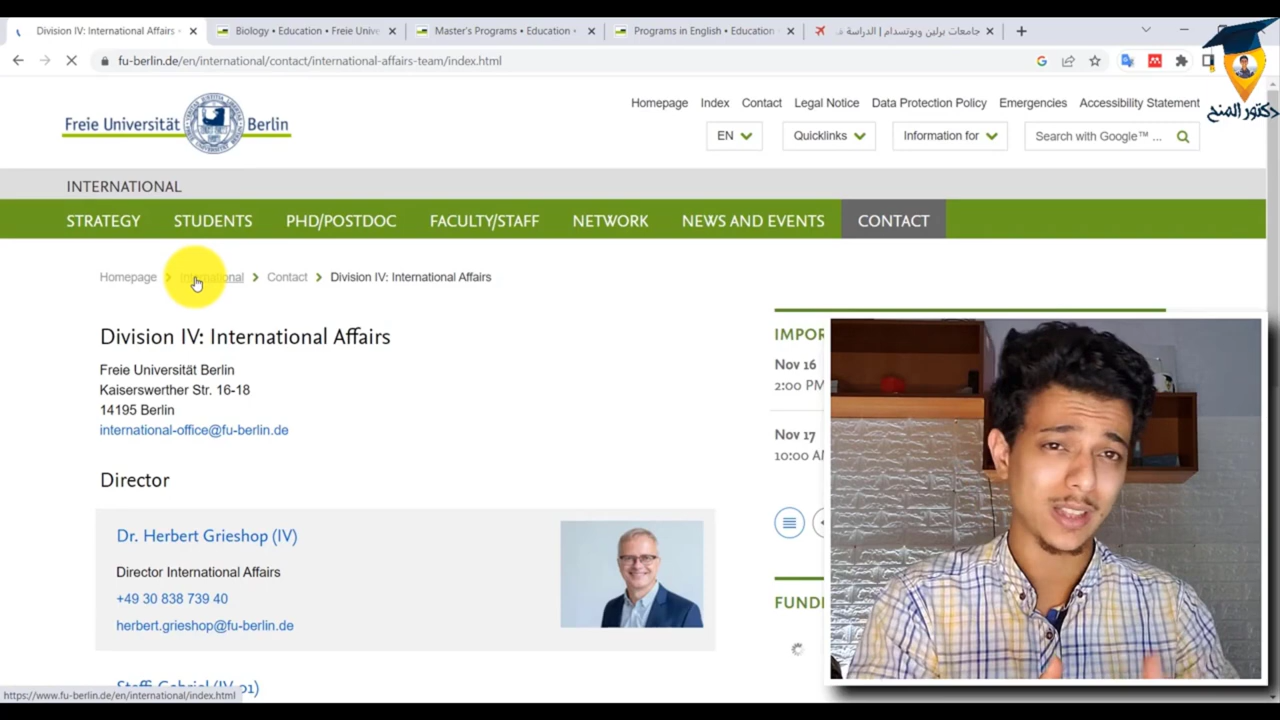 Division IV: International Affairs
Biology • Education • Freie Unive
Master's Programs • Education •
Programs in English • Education
جامعات برلين وبوتسدام | الدراسة ف
fu-berlin.de/en/international/contact/international-affairs-team/index.html
دكتور المنح
Freie Universität Berlin
Homepage Index Contact Legal Notice Data Protection Policy Emergencies Accessibility Statement
EN Quicklinks Information for Search with Google™ ...
INTERNATIONAL
STRATEGY STUDENTS PHD/POSTDOC FACULTY/STAFF NETWORK NEWS AND EVENTS CONTACT
Homepage International Contact Division IV: International Affairs
Division IV: International Affairs
Freie Universität Berlin
Kaiserswerther Str. 16-18
14195 Berlin
international-office@fu-berlin.de
Director
Dr. Herbert Grieshop (IV)
Director International Affairs
+49 30 838 739 40
herbert.grieshop@fu-berlin.de
IMPOR
Nov 16
2:00 PM
Nov 17
10:00 AM
FUNDI
https://www.fu-berlin.de/en/international/index.html